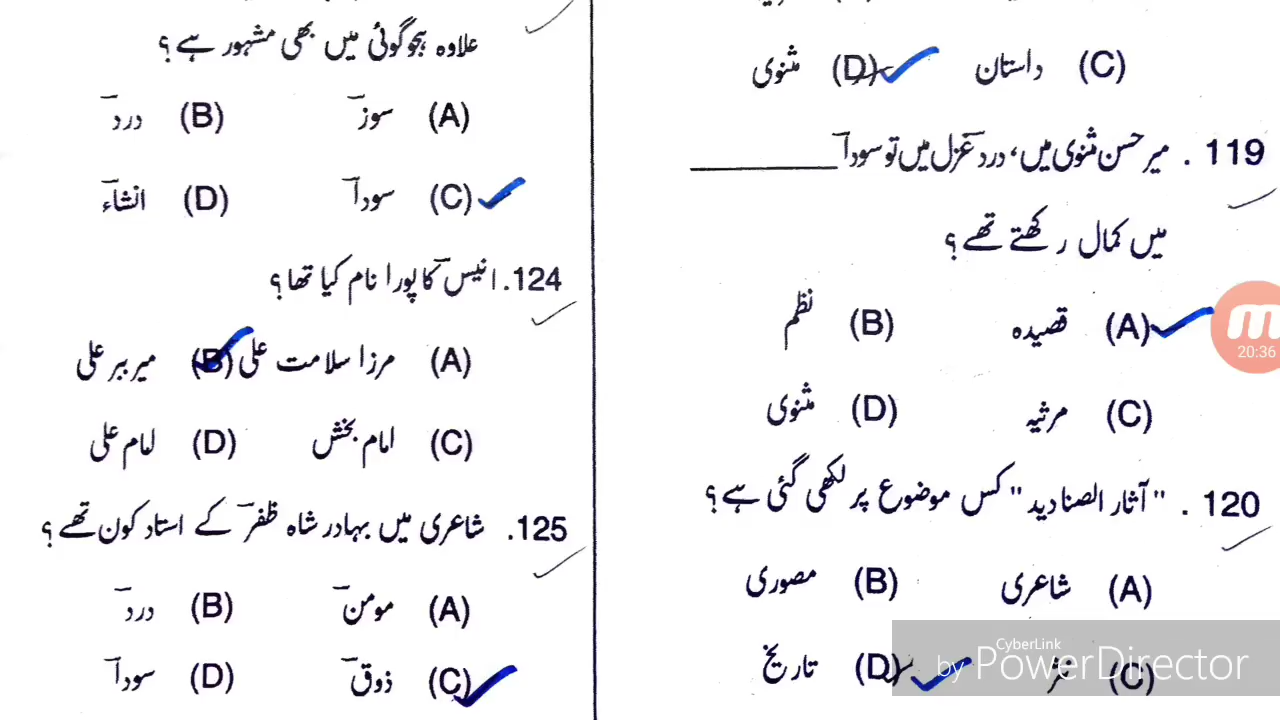 (C) داستان (D) مثنوی
119 . میر حسن مثنوی میں، درد غزل میں تو سودا ________
میں کمال رکھتے تھے؟
(A) قصیدہ (B) نظم
(C) مرثیہ (D) مثنوی
120 . "آثار الصنادید" کس موضوع پر لکھی گئی ہے؟
(A) شاعری (B) مصوری
(C) (D) تاریخ
علاوہ ہجو گوئی میں بھی مشہور ہے؟
(A) سوز (B) درد
(C) سودا (D) انشاء
124. انیس کا پورا نام کیا تھا؟
(A) مرزا سلامت علی (B) میر ببر علی
(C) امام بخش (D) امام علی
125. شاعری میں بہادر شاہ ظفر کے استاد کون تھے؟
(A) مومن (B) درد
(C) ذوق (D) سودا
20:36
CyberLink
by PowerDirector